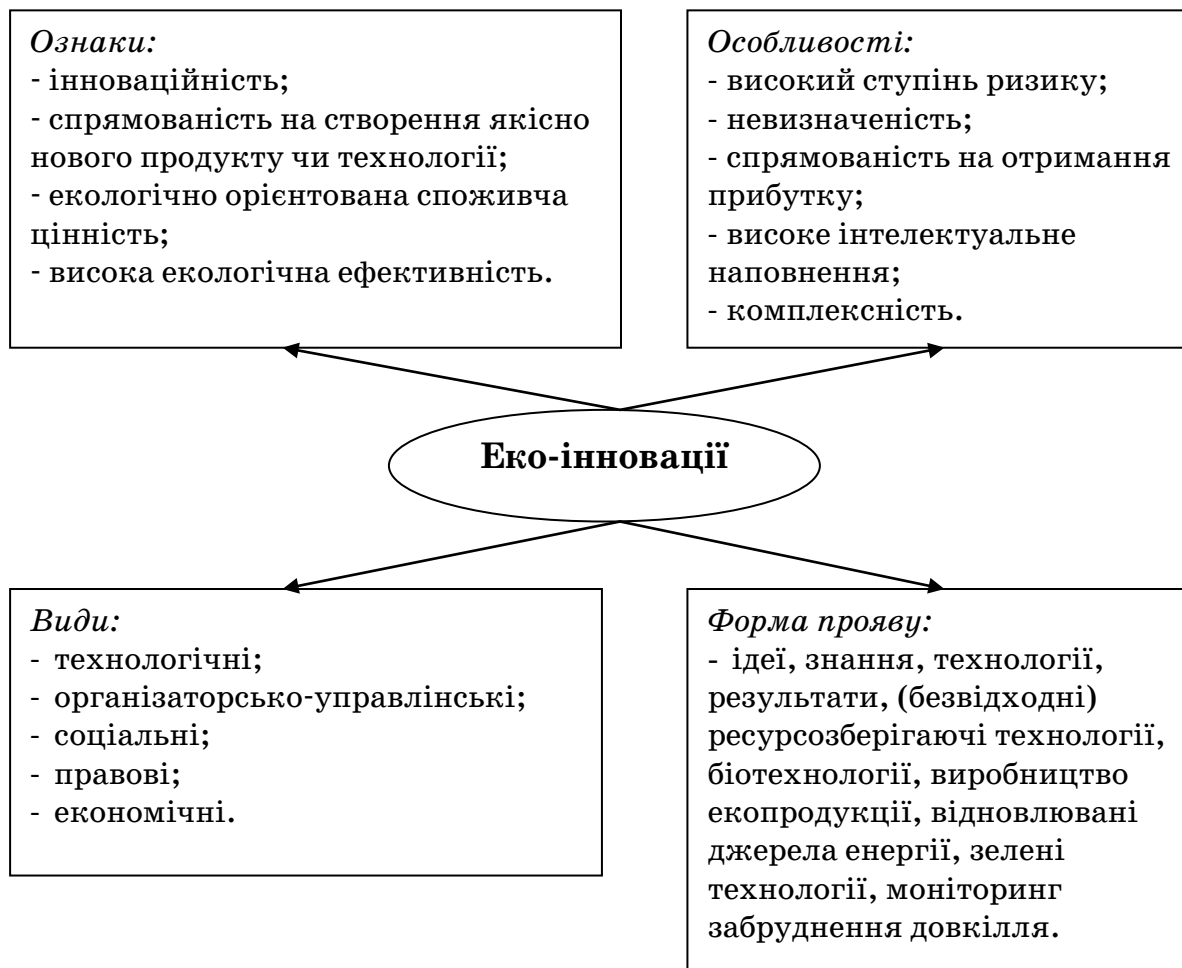 Ознаки:
- інноваційність;
- спрямованість на створення якісно
нового продукту чи технології;
- екологічно орієнтована споживча
цінність;
- висока екологічна ефективність.
Особливості:
- високий ступінь ризику;
- невизначеність;
- спрямованість на отримання
прибутку;
- високе інтелектуальне
наповнення;
- комплексність.
Еко-інновації
Види:
- технологічні;
- організаторсько-управлінські;
- соціальні;
- правові;
- економічні.
Форма прояву:
- ідеї, знання, технології,
результати, (безвідходні)
ресурсозберігаючі технології,
біотехнології, виробництво
екопродукції, відновлювані
джерела енергії, зелені
технології, моніторинг
забруднення довкілля.